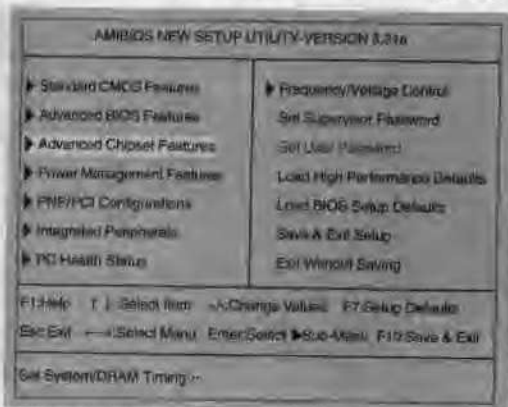 AMIBIOS NEW SETUP UTILITY-VERSION 3.31a
Standard CMOS Features
Advanced BIOS Features
Advanced Chipset Features
Power Management Features
PNP/PCI Configurations
Integrated Peripherals
PC Health Status
Frequency/Voltage Control
Set Supervisor Password
Set User Password
Load High Performance Defaults
Load BIOS Setup Defaults
Save & Exit Setup
Exit Without Saving
F1:Help ↑ ↓ :Select Item -/+:Change Values F7:Setup Defaults
Esc:Exit ←→:Select Menu Enter:Select ▶Sub-Menu F10:Save & Exit
Set System/DRAM Timing···